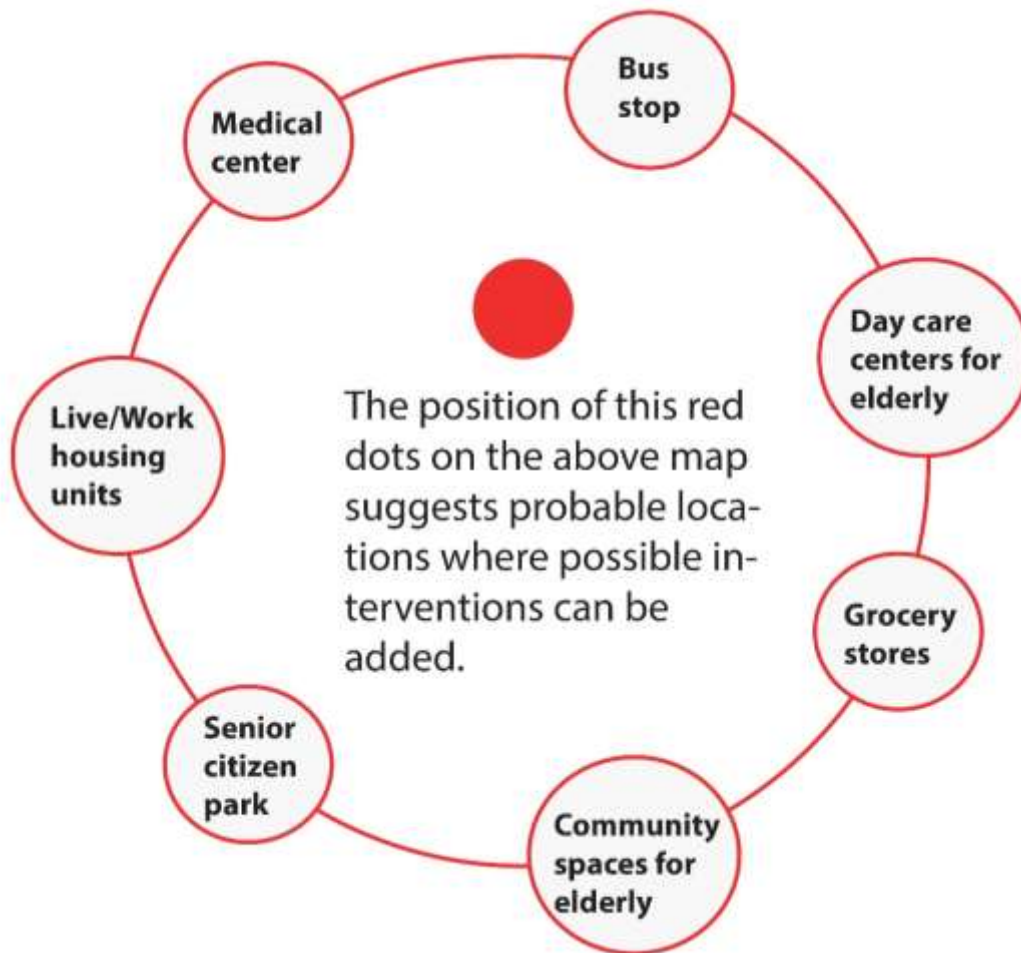 Bus
stop
Medical
center
Day care
centers for
elderly
Live/Work
housing
units
The position of this red
dots on the above map
suggests probable loca-
tions where possible in-
terventions can be
added.
Grocery
stores
Senior
citizen
park
Community
spaces for
elderly